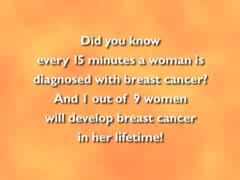 Did you know
every 15 minutes a woman is
diagnosed with breast cancer?
And 1 out of 9 women
will develop breast cancer
in her lifetime!